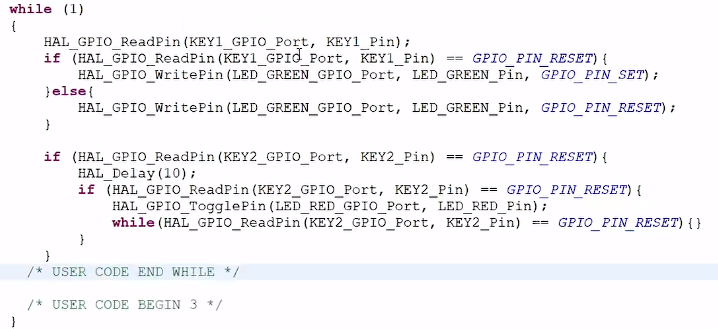 while (1)
{
    HAL_GPIO_ReadPin(KEY1_GPIO_Port, KEY1_Pin);
    if (HAL_GPIO_ReadPin(KEY1_GPIO_Port, KEY1_Pin) == GPIO_PIN_RESET){
        HAL_GPIO_WritePin(LED_GREEN_GPIO_Port, LED_GREEN_Pin, GPIO_PIN_SET);
    }else{
        HAL_GPIO_WritePin(LED_GREEN_GPIO_Port, LED_GREEN_Pin, GPIO_PIN_RESET);
    }

    if (HAL_GPIO_ReadPin(KEY2_GPIO_Port, KEY2_Pin) == GPIO_PIN_RESET){
        HAL_Delay(10);
        if (HAL_GPIO_ReadPin(KEY2_GPIO_Port, KEY2_Pin) == GPIO_PIN_RESET){
            HAL_GPIO_TogglePin(LED_RED_GPIO_Port, LED_RED_Pin);
            while(HAL_GPIO_ReadPin(KEY2_GPIO_Port, KEY2_Pin) == GPIO_PIN_RESET){}
        }
    }
  /* USER CODE END WHILE */

  /* USER CODE BEGIN 3 */
}